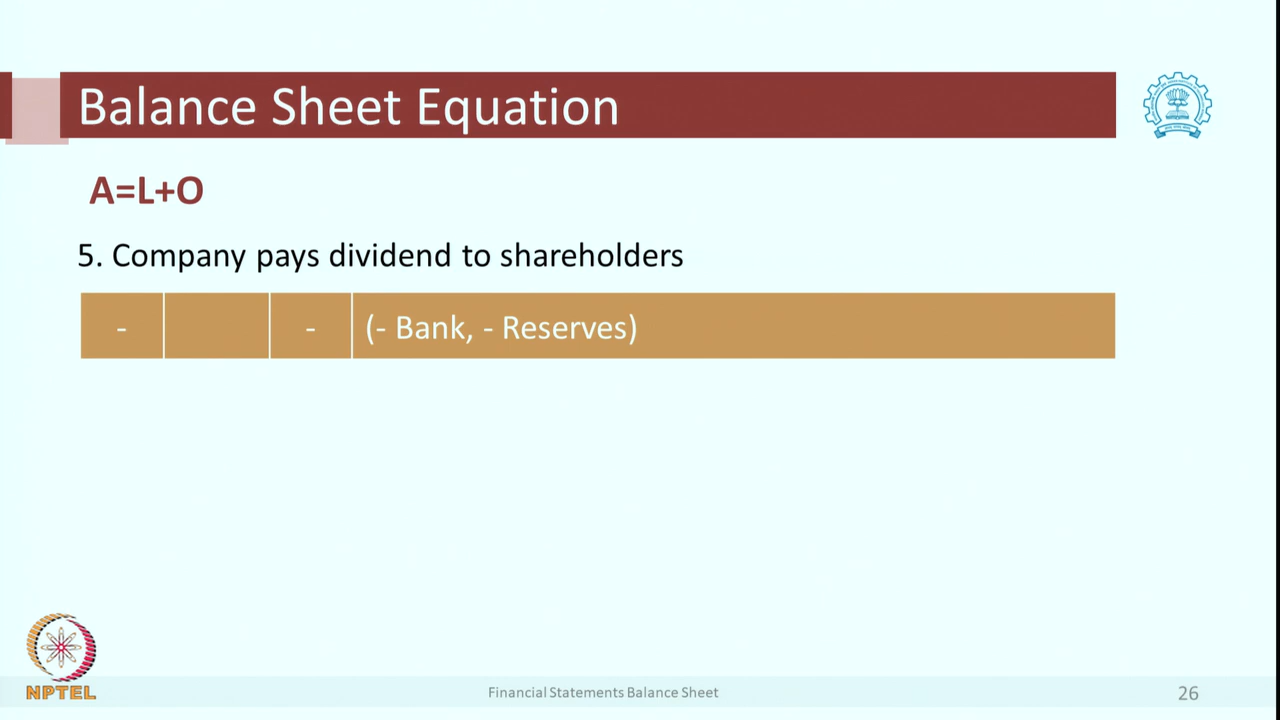 Balance Sheet Equation
A=L+O
5. Company pays dividend to shareholders
- - (- Bank, - Reserves)
NPTEL
Financial Statements Balance Sheet
26